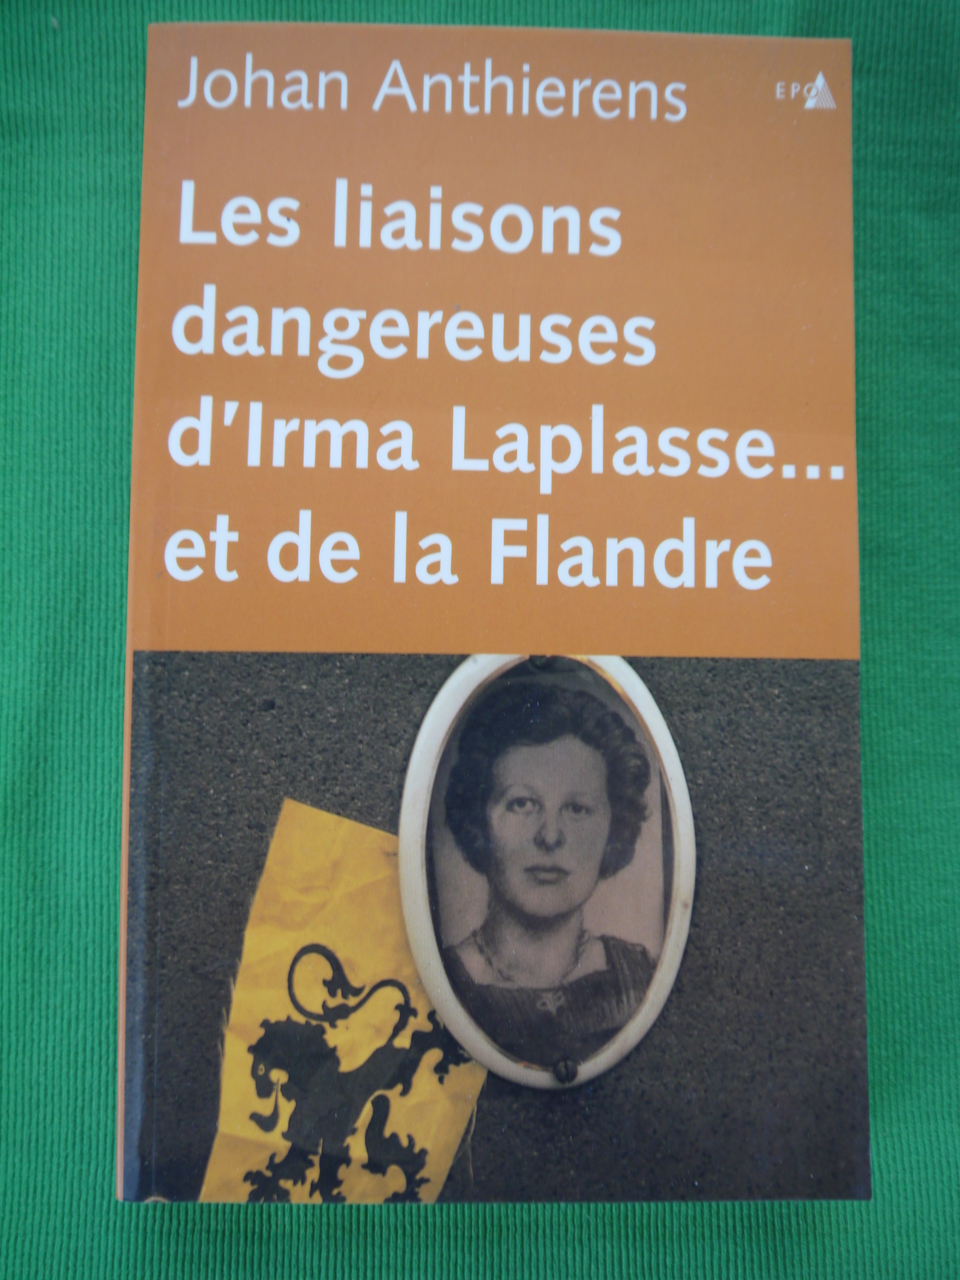 Johan Anthierens
EPO
Les liaisons
dangereuses
d'Irma Laplasse...
et de la Flandre